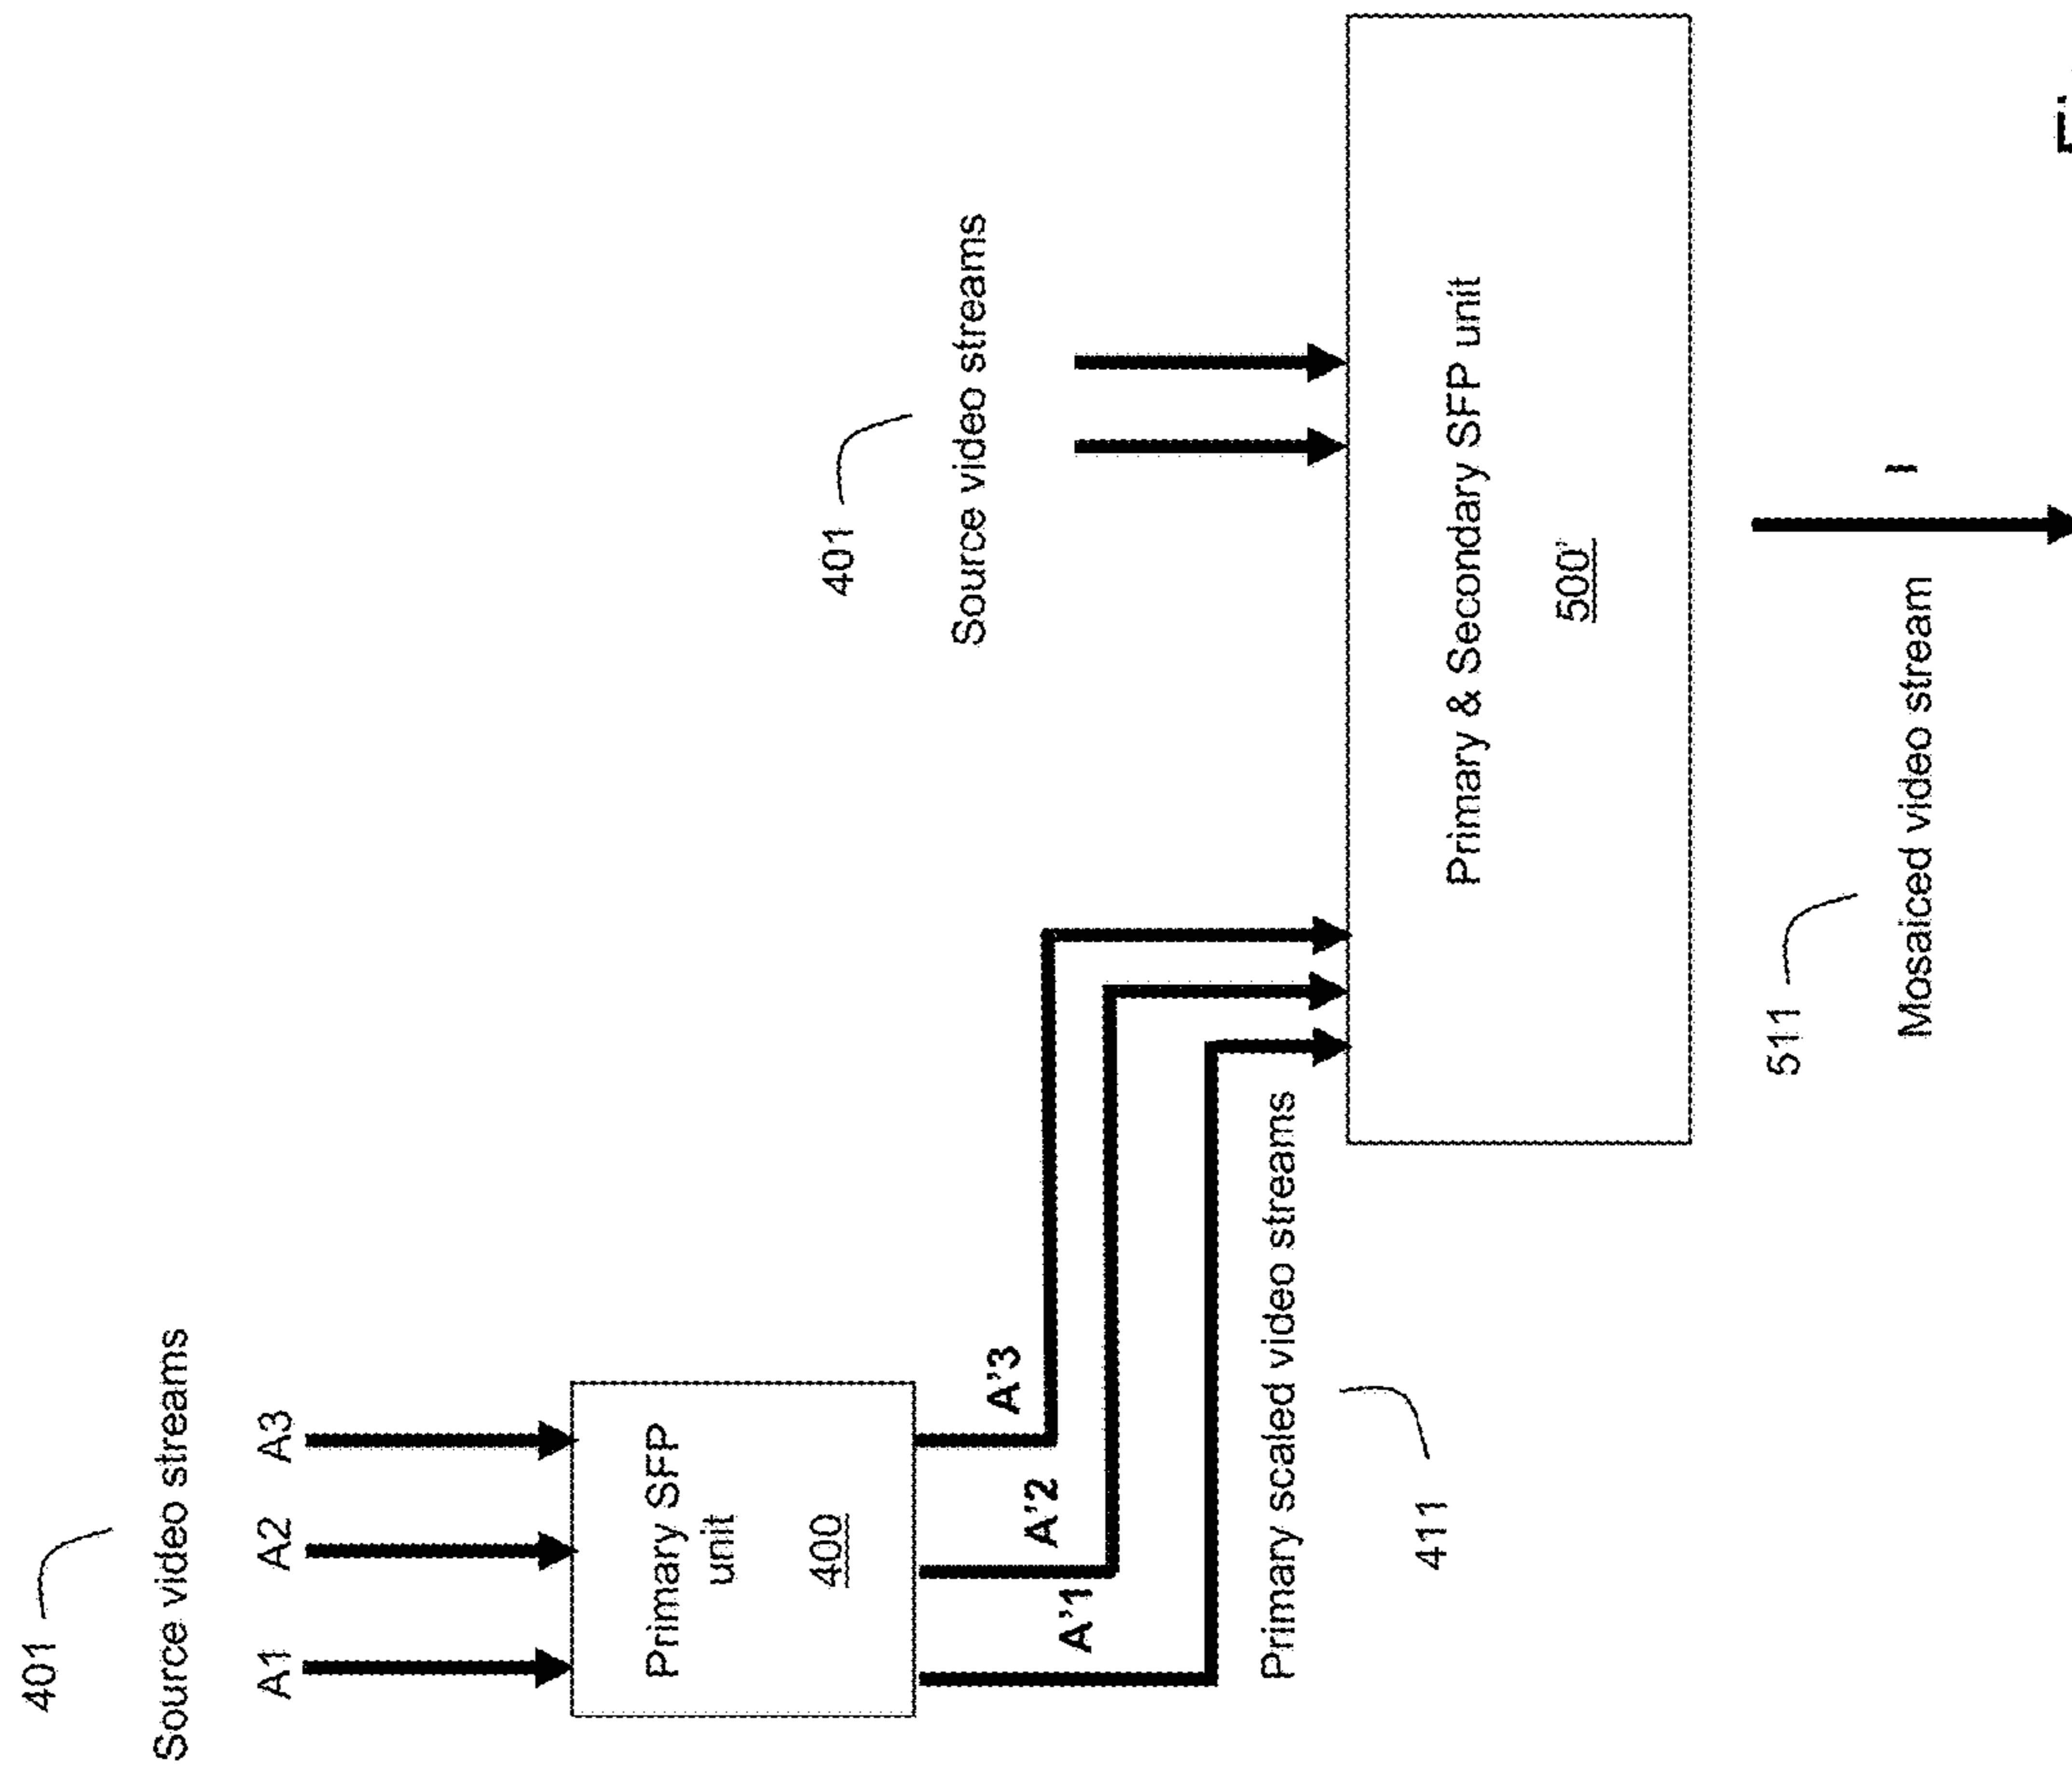 401
Source video streams
A1 A2 A3
Primary SFP
unit
400
A'1
A'2
A'3
Primary scaled video streams
411
401
Source video streams
Primary & Secondary SFP unit
500'
511
Mosaiced video stream
I